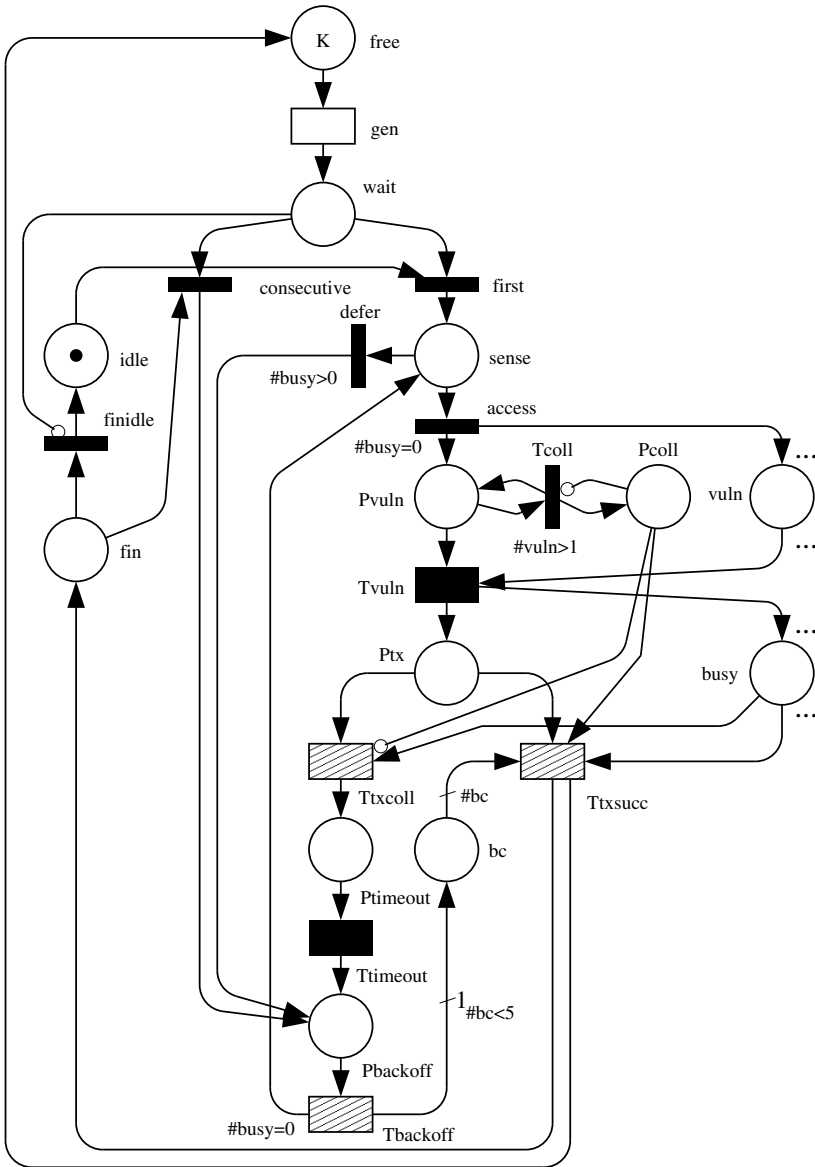 K
free
gen
wait
consecutive
first
defer
idle
sense
#busy>0
access
finidle
#busy=0
Tcoll
Pcoll
...
Pvuln
vuln
#vuln>1
...
fin
Tvuln
...
Ptx
busy
...
Ttxcoll
#bc
Ttxsucc
bc
Ptimeout
Ttimeout
1#bc<5
Pbackoff
#busy=0
Tbackoff